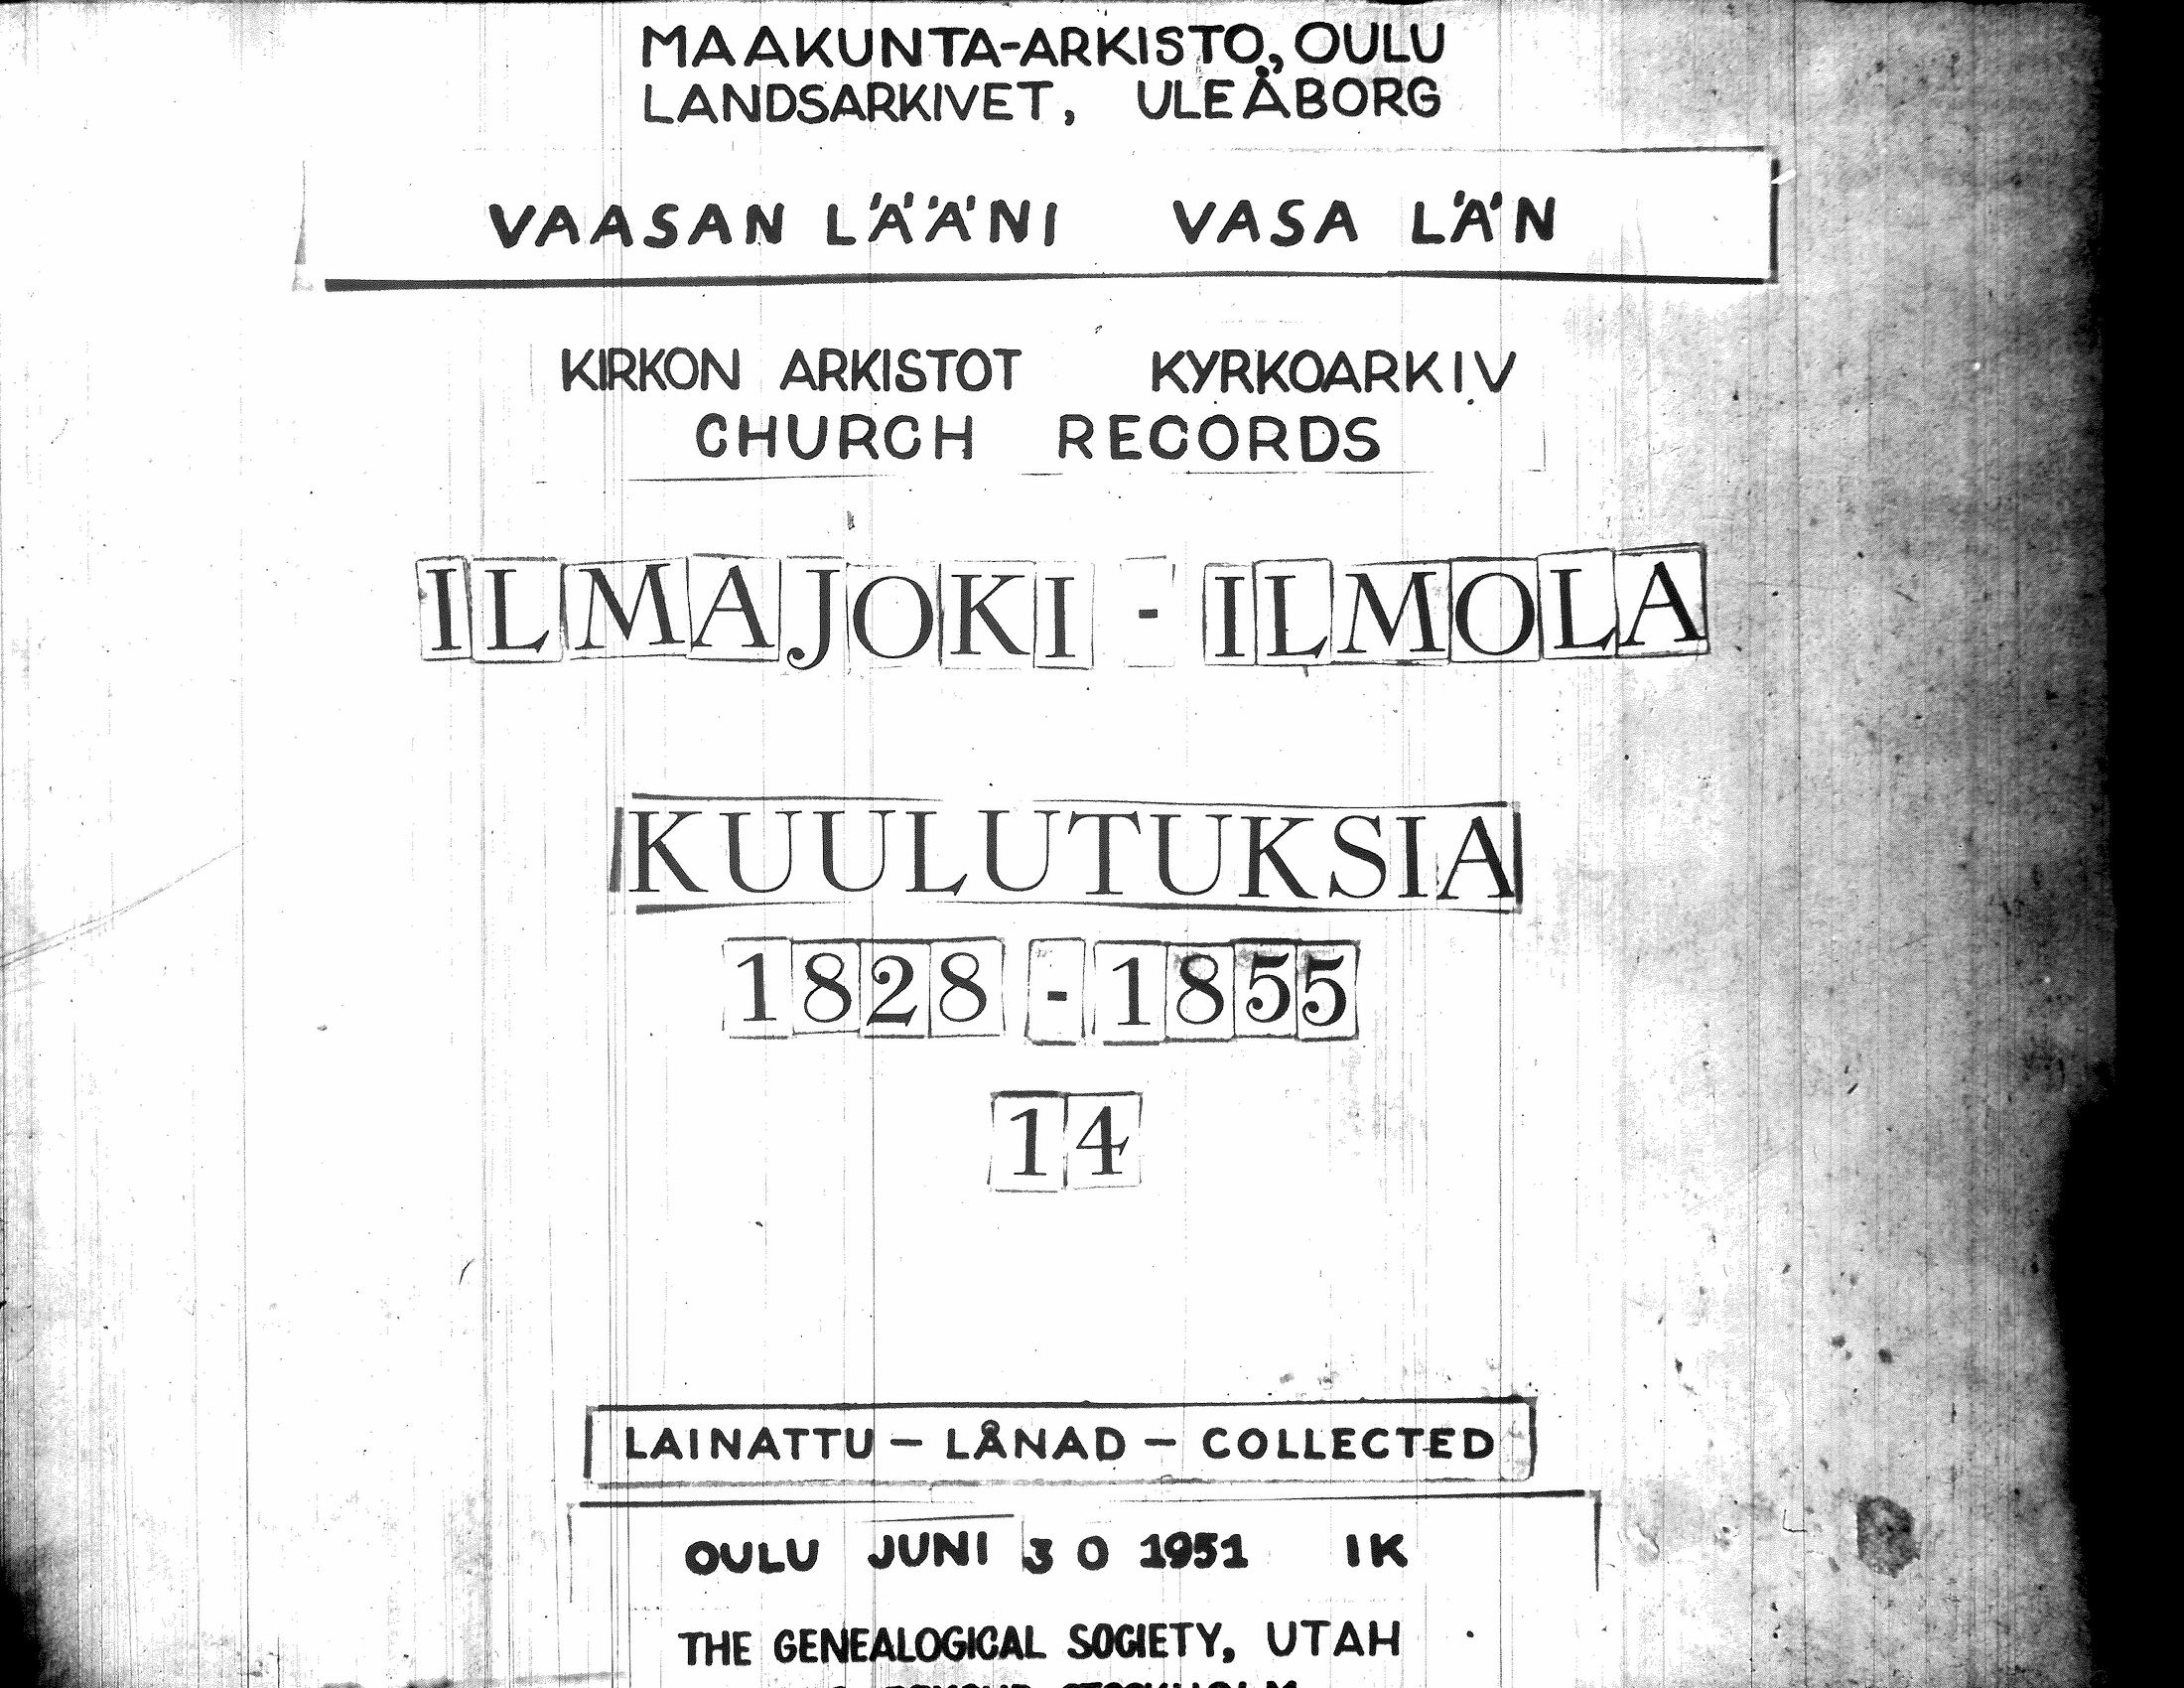 MAAKUNTA-ARKISTO, OULU
LANDSARKIVET, ULEÅBORG
VAASAN LÄÄNI VASA LÄN
KIRKON ARKISTOT KYRKOARKIV
CHURCH RECORDS
ILMAJOKI - ILMOLA
KUULUTUKSIA
1828 - 1855
14
LAINATTU - LÅNAD - COLLECTED
OULU JUNI 30 1951 IK
THE GENEALOGICAL SOCIETY, UTAH
STOCKHOLM